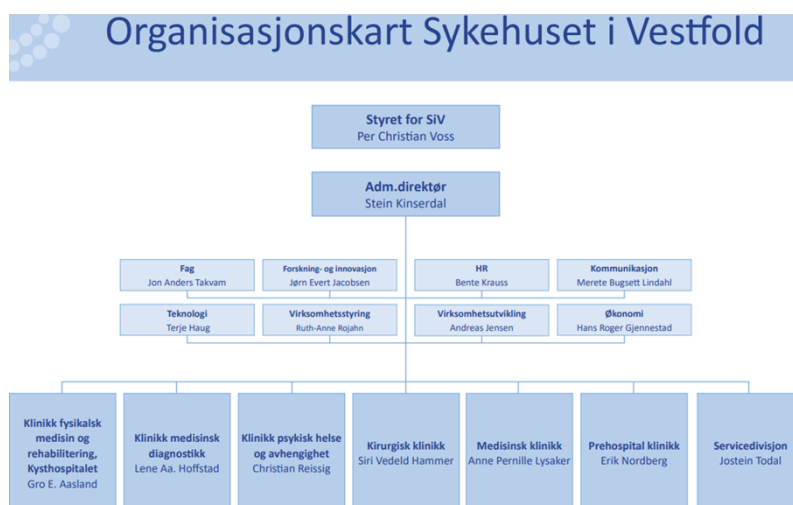 Organisasjonskart Sykehuset i Vestfold
Styret for SiV
Per Christian Voss
Adm.direktør
Stein Kinserdal
Fag
Jon Anders Takvam
Forskning- og innovasjon
Jørn Evert Jacobsen
HR
Bente Krauss
Kommunikasjon
Merete Bugsett Lindahl
Teknologi
Terje Haug
Virksomhetsstyring
Ruth-Anne Rojahn
Virksomhetsutvikling
Andreas Jensen
Økonomi
Hans Roger Gjennestad
Klinikk fysikalsk
medisin og
rehabilitering,
Kysthospitalet
Gro E. Aasland
Klinikk medisinsk
diagnostikk
Lene Aa. Hoffstad
Klinikk psykisk helse
og avhengighet
Christian Reissig
Kirurgisk klinikk
Siri Vedeld Hammer
Medisinsk klinikk
Anne Pernille Lysaker
Prehospital klinikk
Erik Nordberg
Servicedivisjon
Jostein Todal